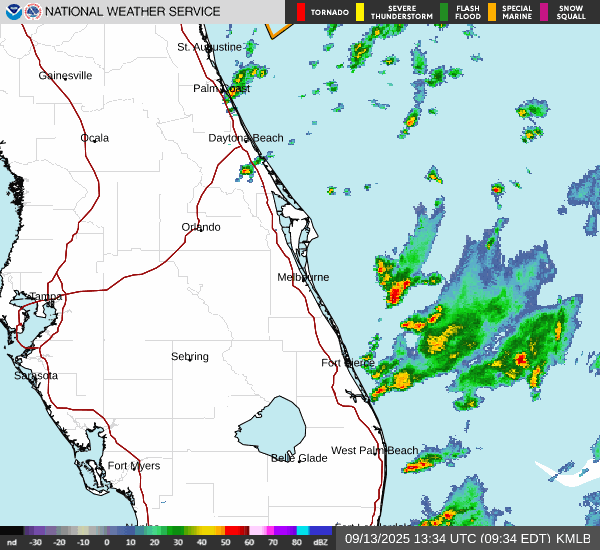 NATIONAL WEATHER SERVICE
TORNADO
SEVERE THUNDERSTORM
FLASH FLOOD
SPECIAL MARINE
SNOW SQUALL
St. Augustine
Gainesville
Palm Coast
Ocala
Daytona Beach
Orlando
Melbourne
Tampa
Sebring
Fort Pierce
Sarasota
West Palm Beach
Belle Glade
Fort Myers
nd -30 -20 -10 0 10 20 30 40 50 60 70 80 dBZ
09/13/2025 13:34 UTC (09:34 EDT) KMLB